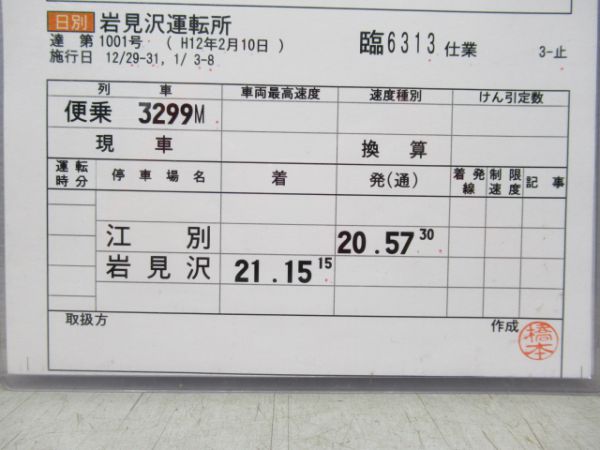 日別 岩見沢運転所
達 第 1001号 ( H12年2月10日 ) 臨6313 仕業 3-止
施行日 12/29-31, 1/ 3-8
列 車 車両最高速度 速度種別 けん引定数
便乗 3299M
現 車 換 算
運転時分 停車場名 着 発(通) 着発線 制限速度 記事
江 別 20.57 30
岩見沢 21.15 15
取扱方 作成 橋本